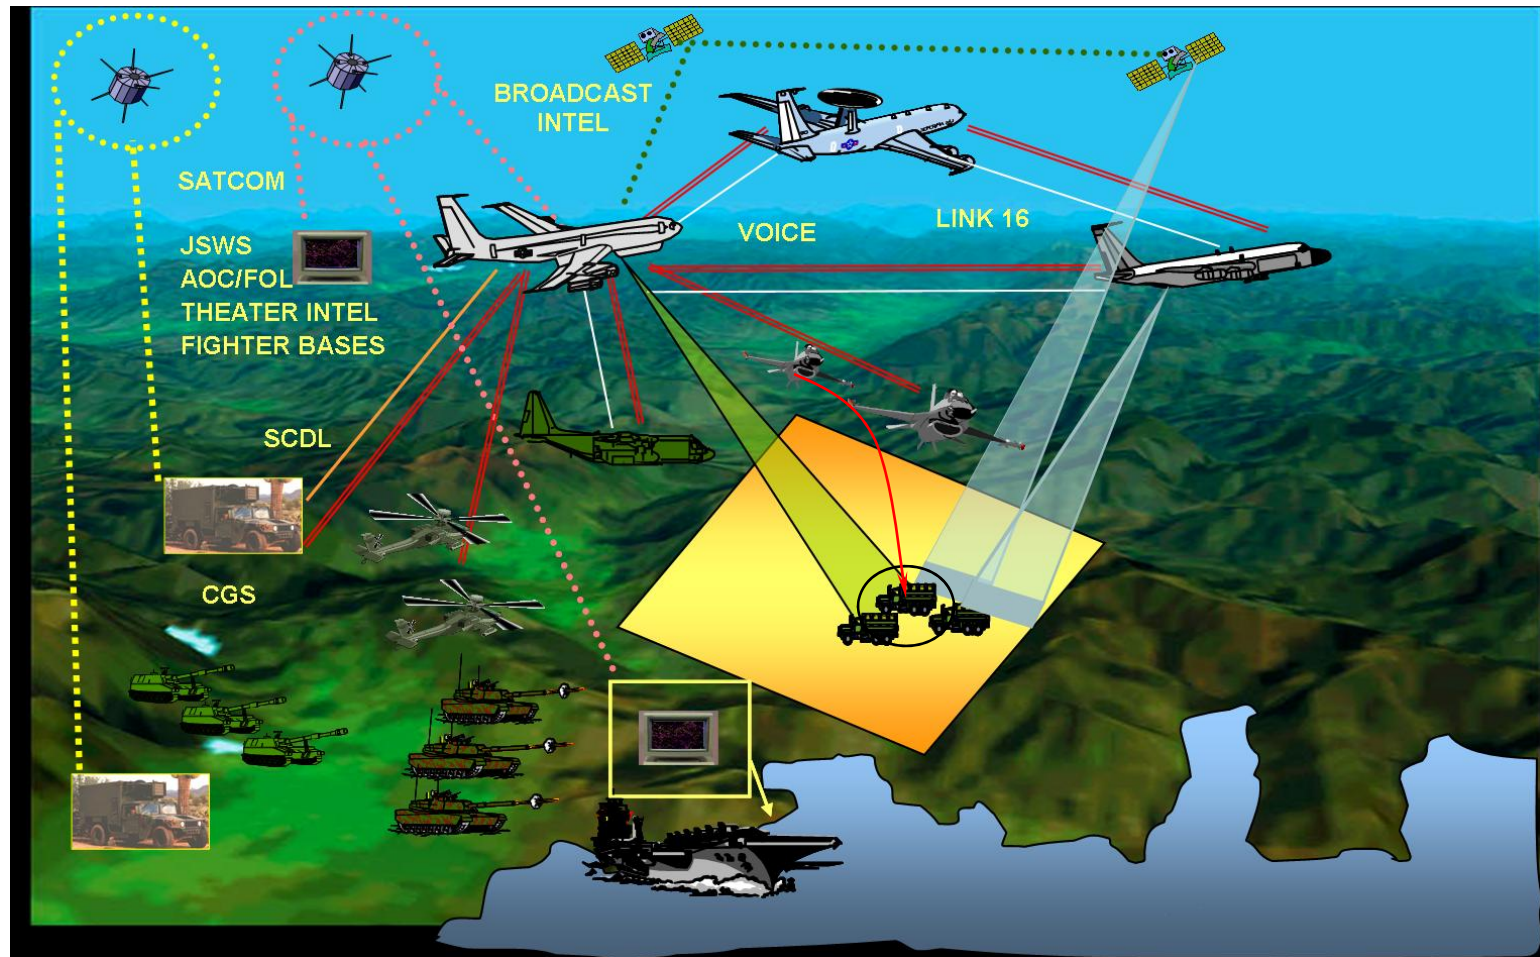 BROADCAST
INTEL
SATCOM
VOICE
LINK 16
JSWS
AOC/FOL
THEATER INTEL
FIGHTER BASES
SCDL
CGS